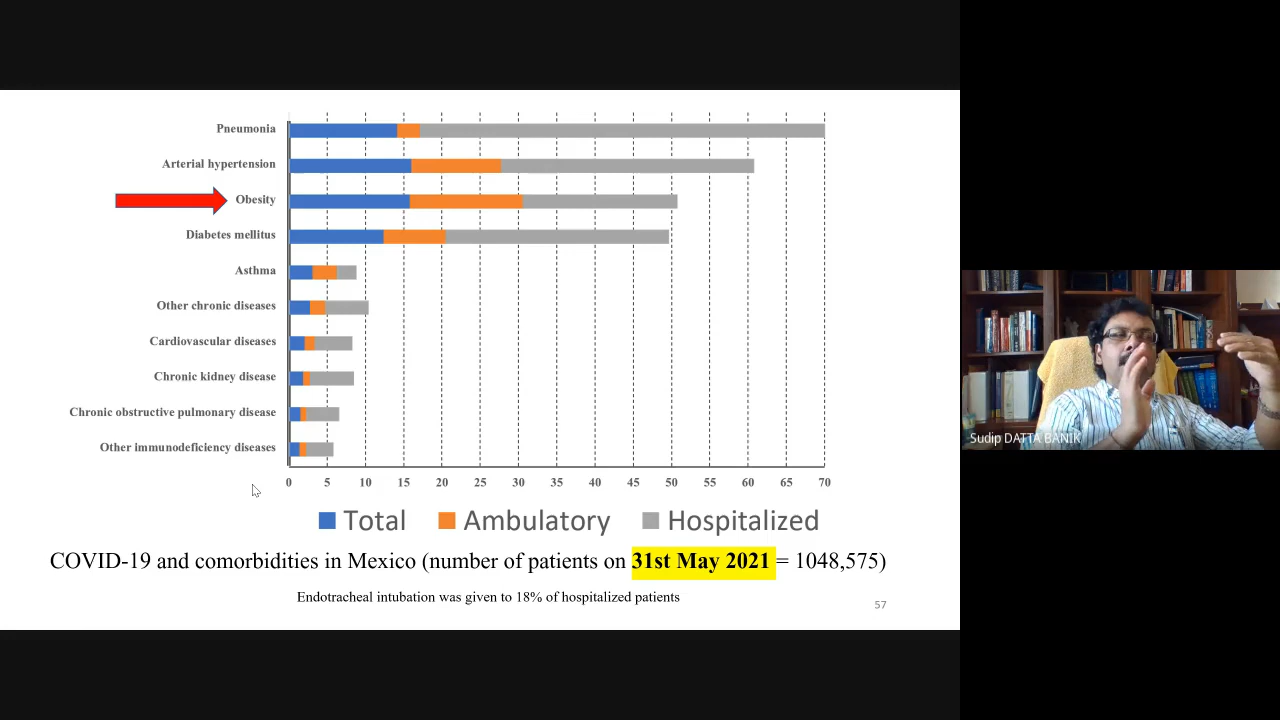 Pneumonia
Arterial hypertension
Obesity
Diabetes mellitus
Asthma
Other chronic diseases
Cardiovascular diseases
Chronic kidney disease
Chronic obstructive pulmonary disease
Other immunodeficiency diseases
0 5 10 15 20 25 30 35 40 45 50 55 60 65 70
Total Ambulatory Hospitalized
COVID-19 and comorbidities in Mexico (number of patients on 31st May 2021 = 1048,575)
Endotracheal intubation was given to 18% of hospitalized patients
57
Sudip DATTA BANIK